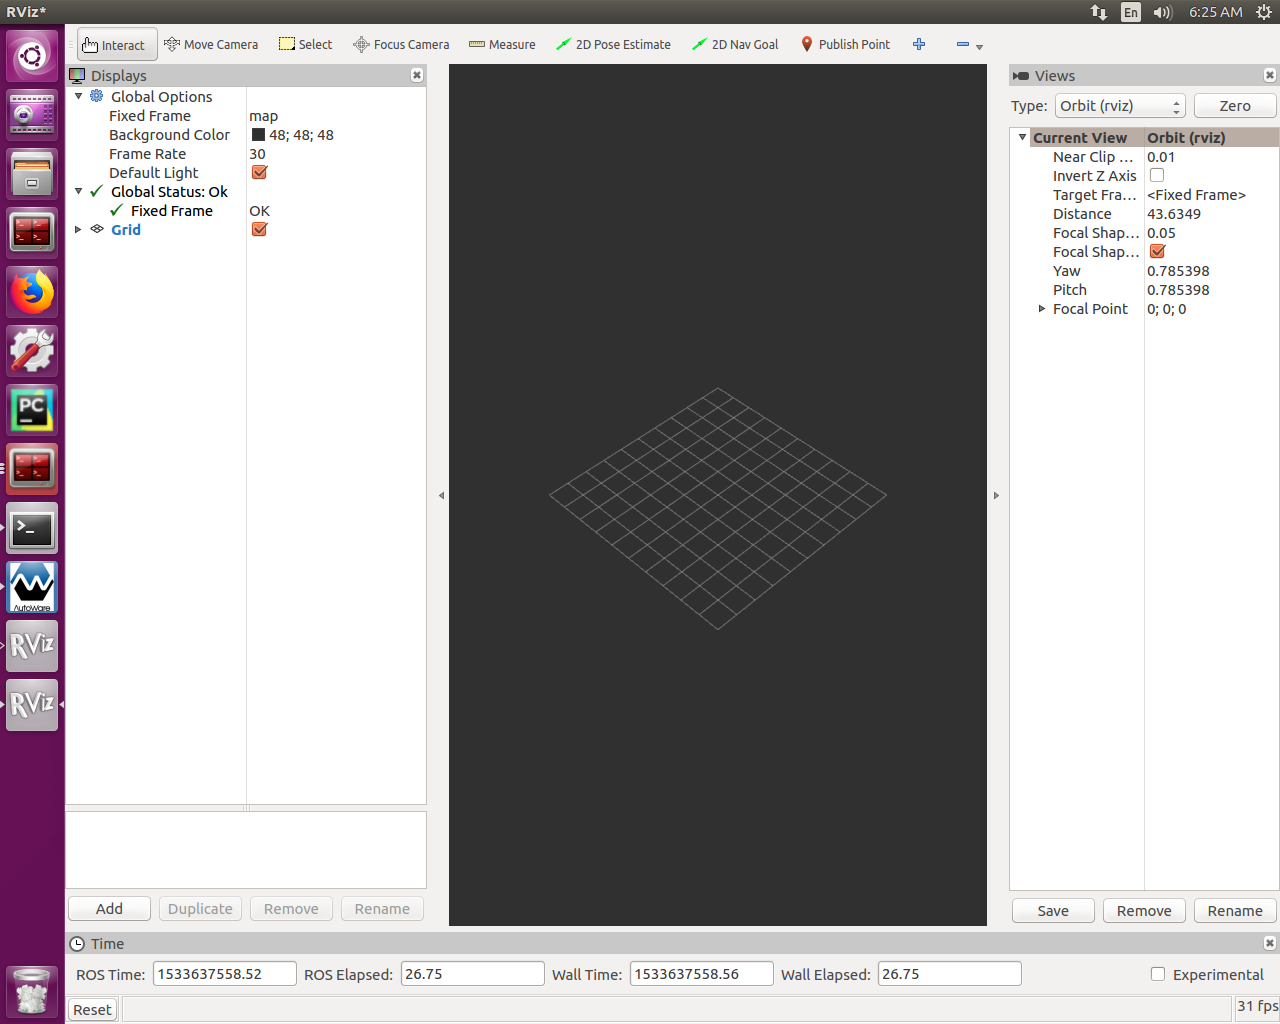 RViz*
En
6:25 AM
Interact
Move Camera
Select
Focus Camera
Measure
2D Pose Estimate
2D Nav Goal
Publish Point
Displays
Global Options
Fixed Frame map
Background Color 48; 48; 48
Frame Rate 30
Default Light
Global Status: Ok
Fixed Frame OK
Grid
Add
Duplicate
Remove
Rename
Views
Type: Orbit (rviz) Zero
Current View Orbit (rviz)
Near Clip ... 0.01
Invert Z Axis
Target Fra... <Fixed Frame>
Distance 43.6349
Focal Shap... 0.05
Focal Shap...
Yaw 0.785398
Pitch 0.785398
Focal Point 0; 0; 0
Save
Remove
Rename
PC
AutoWare
RViz
RViz
Time
ROS Time: 1533637558.52 ROS Elapsed: 26.75 Wall Time: 1533637558.56 Wall Elapsed: 26.75 Experimental
Reset
31 fps